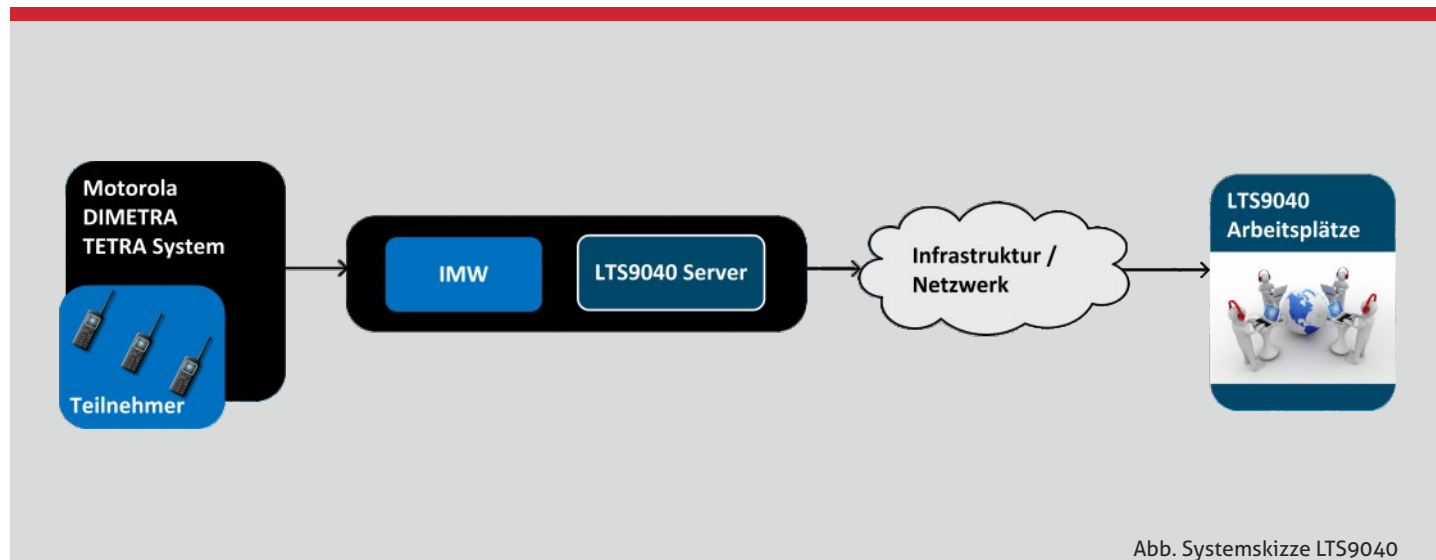 Motorola
DIMETRA
TETRA System
Teilnehmer
IMW
LTS9040 Server
Infrastruktur /
Netzwerk
LTS9040
Arbeitsplätze
Abb. Systemskizze LTS9040